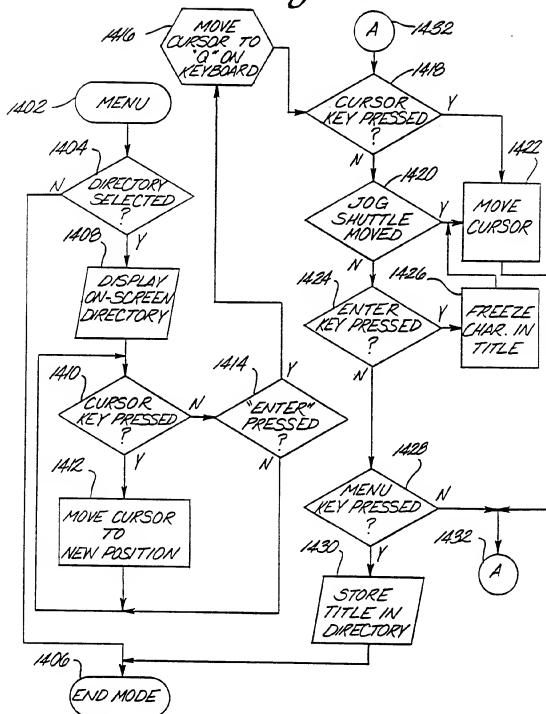 1402
MENU
1404
N
DIRECTORY
SELECTED
?
1408
Y
DISPLAY
ON-SCREEN
DIRECTORY
1410
CURSOR
KEY PRESSED
?
N
Y
1412
MOVE CURSOR
TO
NEW POSITION
1414
Y
"ENTER"
PRESSED
?
N
1406
END MODE
1416
MOVE
CURSOR TO
"Q" ON
KEYBOARD
A
1432
1418
CURSOR
KEY PRESSED
?
Y
N
1420
JOG
SHUTTLE
MOVED
Y
N
1422
MOVE
CURSOR
1424
ENTER
KEY PRESSED
?
Y
N
1426
FREEZE
CHAR. IN
TITLE
1428
MENU
KEY PRESSED
?
N
Y
1430
STORE
TITLE IN
DIRECTORY
1432
A